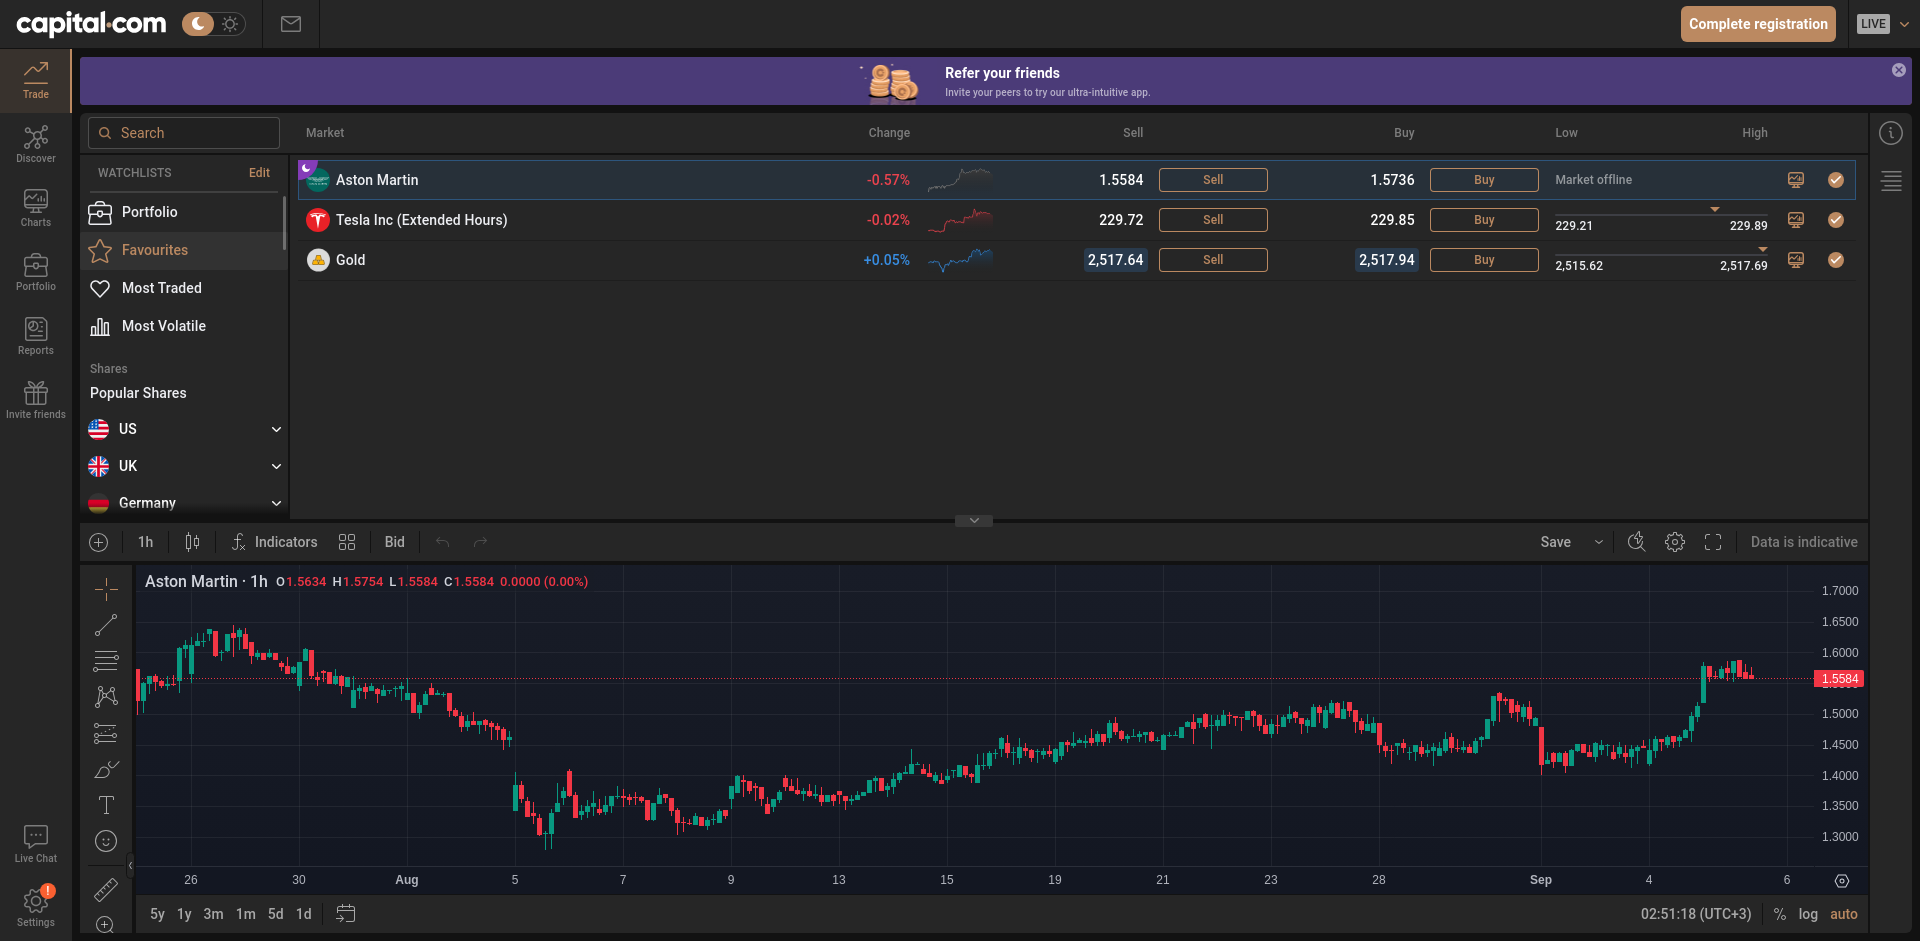 capital.com
Complete registration
LIVE
Refer your friends
Invite your peers to try our ultra-intuitive app.
Trade
Discover
Charts
Portfolio
Reports
Invite friends
Live Chat
!
Settings
Search
WATCHLISTS Edit
Portfolio
Favourites
Most Traded
Most Volatile
Shares
Popular Shares
US
UK
Germany
Market Change Sell Buy Low High
Aston Martin -0.57% 1.5584 Sell 1.5736 Buy Market offline
Tesla Inc (Extended Hours) -0.02% 229.72 Sell 229.85 Buy 229.21 229.89
Gold +0.05% 2,517.64 Sell 2,517.94 Buy 2,515.62 2,517.69
1h Indicators Bid Save Data is indicative
Aston Martin · 1h O1.5634 H1.5754 L1.5584 C1.5584 0.0000 (0.00%)
1.7000
1.6500
1.6000
1.5584
1.5000
1.4500
1.4000
1.3500
1.3000
26 30 Aug 5 7 9 13 15 19 21 23 28 Sep 4 6
5y 1y 3m 1m 5d 1d 02:51:18 (UTC+3) % log auto